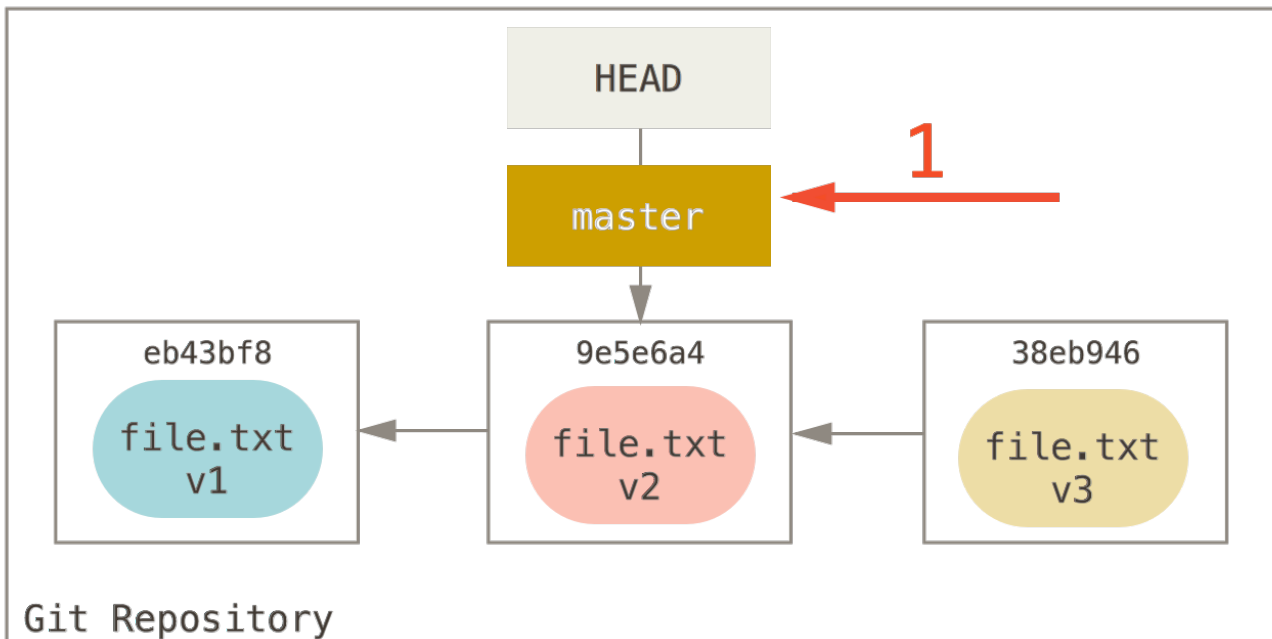 HEAD
1
master
eb43bf8
9e5e6a4
38eb946
file.txt
v1
file.txt
v2
file.txt
v3
Git Repository